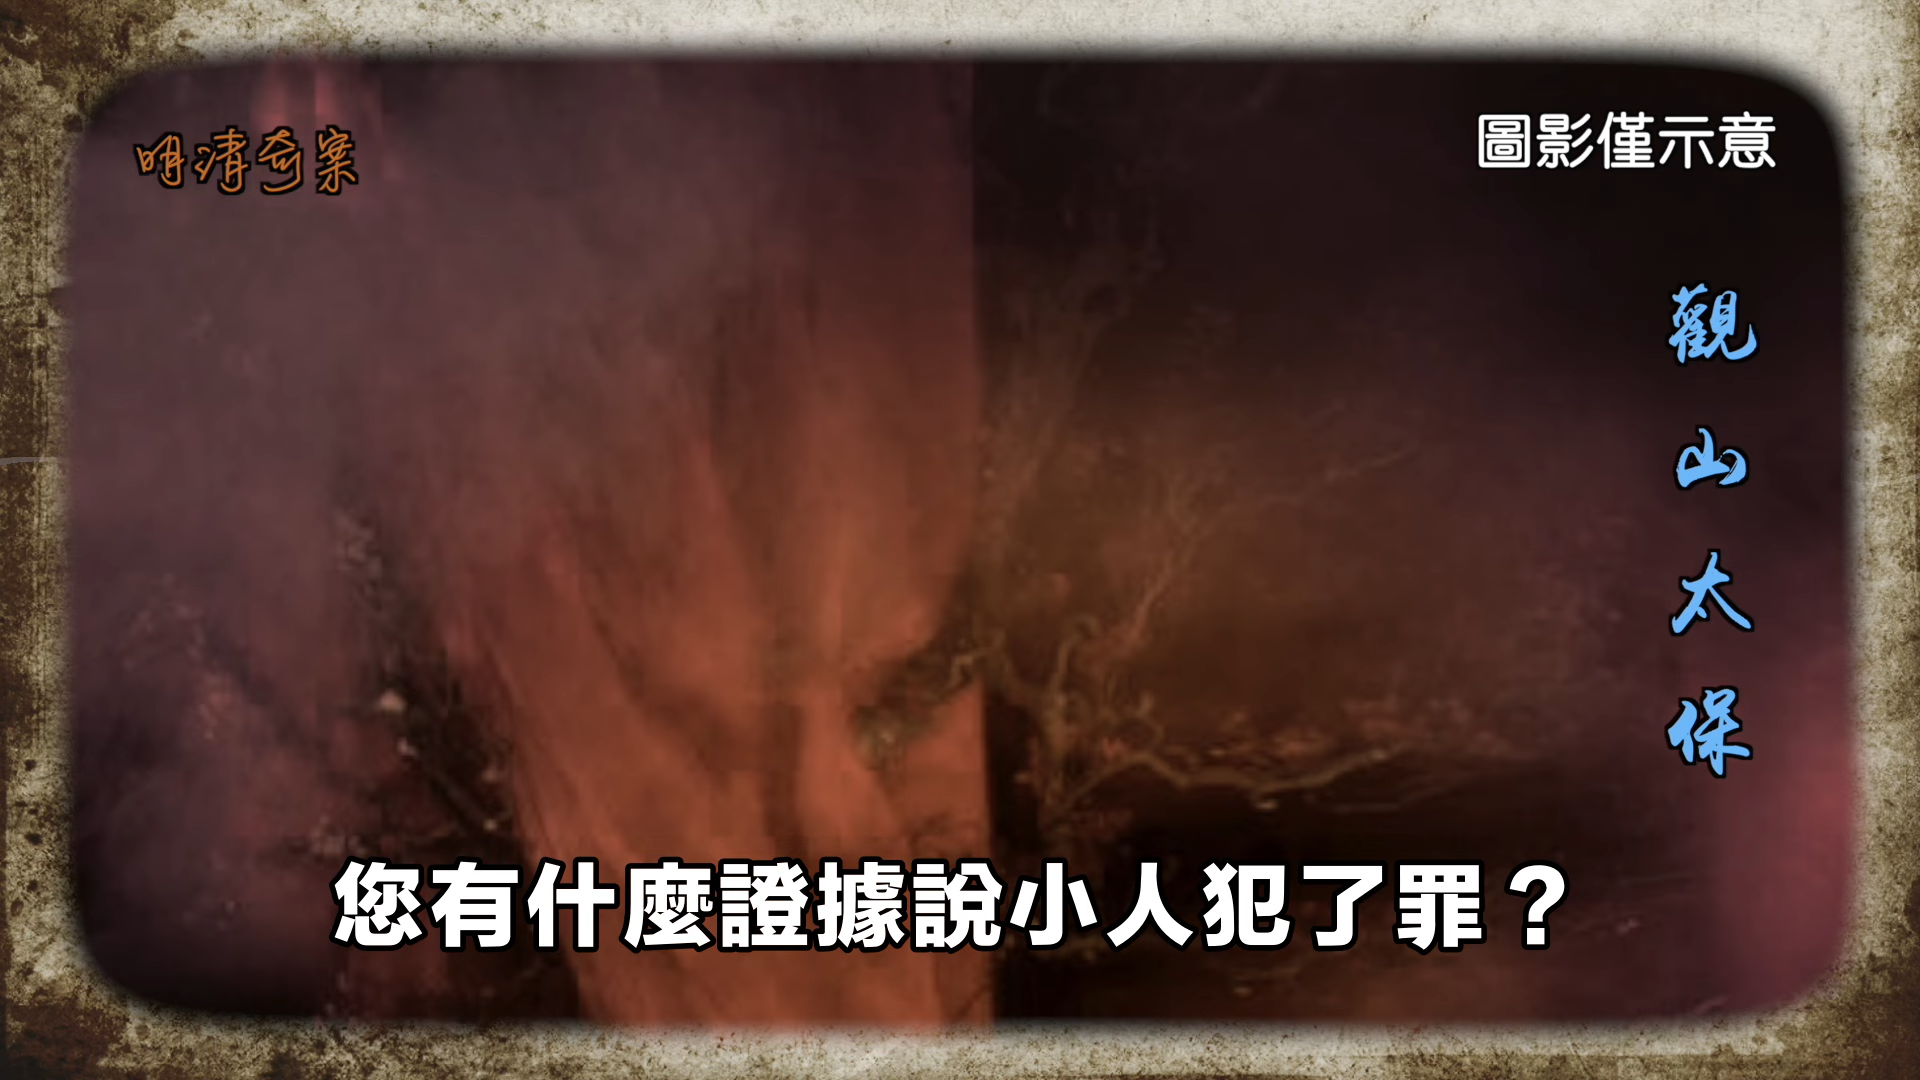 明清奇案
圖影僅示意
觀山太保
您有什麼證據說小人犯了罪？